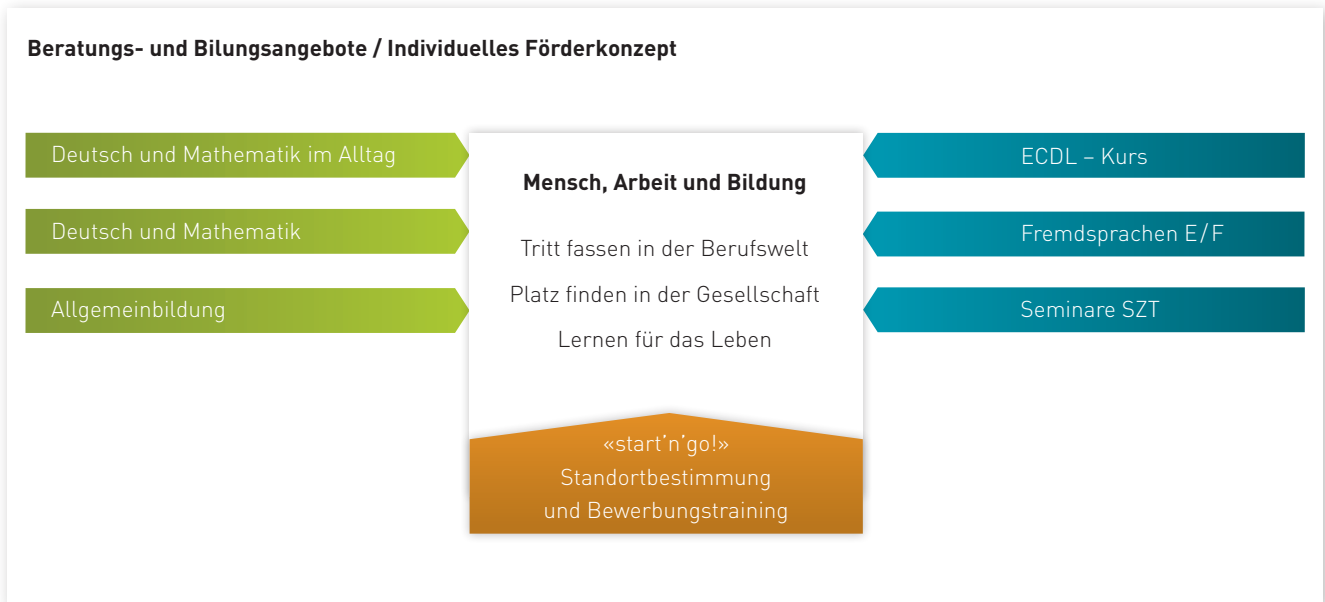 Beratungs- und Bilungsangebote / Individuelles Förderkonzept
Deutsch und Mathematik im Alltag
Deutsch und Mathematik
Allgemeinbildung
Mensch, Arbeit und Bildung
Tritt fassen in der Berufswelt
Platz finden in der Gesellschaft
Lernen für das Leben
«start'n'go!»
Standortbestimmung
und Bewerbungstraining
ECDL – Kurs
Fremdsprachen E/F
Seminare SZT